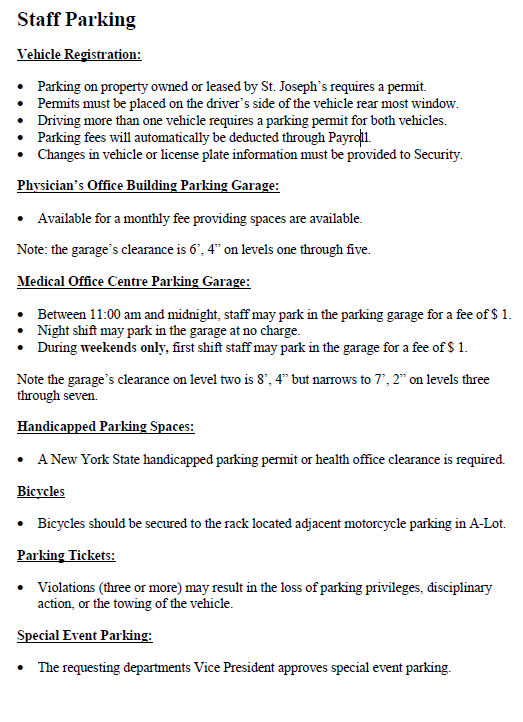 Staff Parking
Vehicle Registration:
• Parking on property owned or leased by St. Joseph's requires a permit.
• Permits must be placed on the driver's side of the vehicle rear most window.
• Driving more than one vehicle requires a parking permit for both vehicles.
• Parking fees will automatically be deducted through Payroll.
• Changes in vehicle or license plate information must be provided to Security.
Physician's Office Building Parking Garage:
• Available for a monthly fee providing spaces are available.
Note: the garage's clearance is 6', 4” on levels one through five.
Medical Office Centre Parking Garage:
• Between 11:00 am and midnight, staff may park in the parking garage for a fee of $ 1.
• Night shift may park in the garage at no charge.
• During weekends only, first shift staff may park in the garage for a fee of $ 1.
Note the garage's clearance on level two is 8', 4” but narrows to 7', 2” on levels three
through seven.
Handicapped Parking Spaces:
• A New York State handicapped parking permit or health office clearance is required.
Bicycles
• Bicycles should be secured to the rack located adjacent motorcycle parking in A-Lot.
Parking Tickets:
• Violations (three or more) may result in the loss of parking privileges, disciplinary
action, or the towing of the vehicle.
Special Event Parking:
• The requesting departments Vice President approves special event parking.